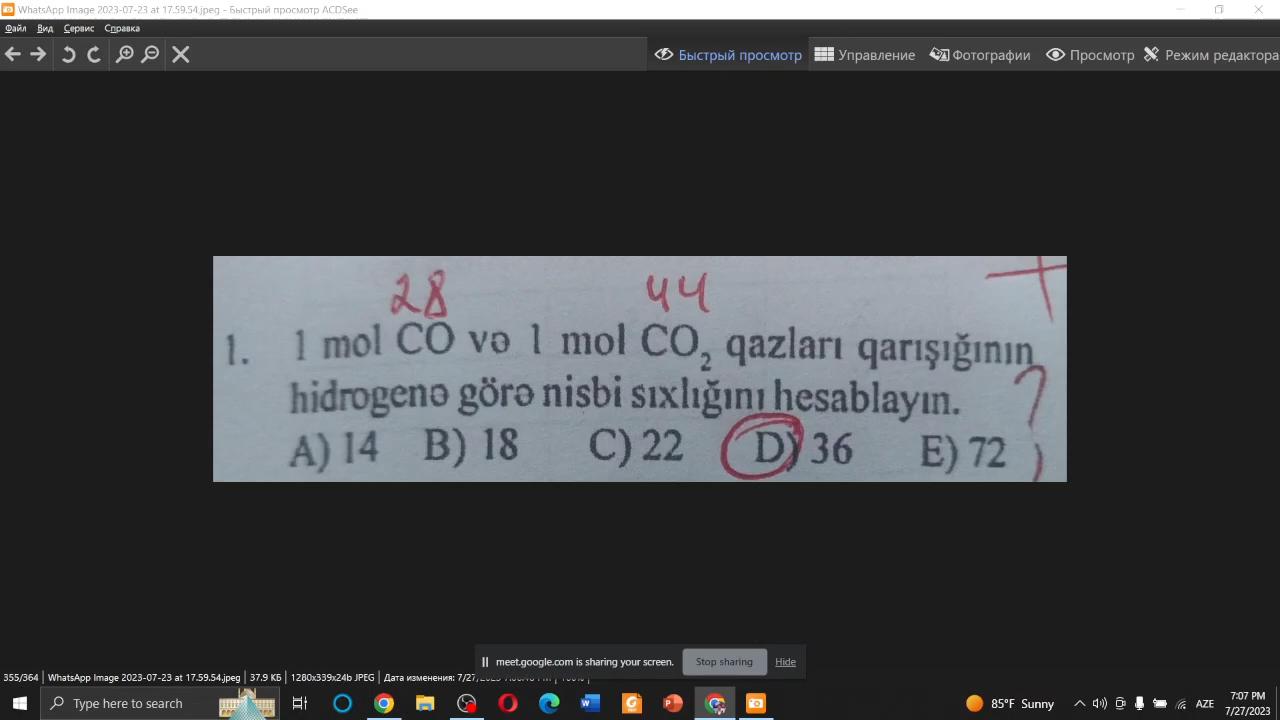 WhatsApp Image 2023-07-23 at 17.59.54.jpeg - Быстрый просмотр ACDSee
Файл Вид Сервис Справка
Быстрый просмотр Управление Фотографии Просмотр Режим редактора
28 44
1. 1 mol CO və 1 mol CO₂ qazları qarışığının
hidrogenə görə nisbi sıxlığını hesablayın. ?
A) 14 B) 18 C) 22 D) 36 E) 72
meet.google.com is sharing your screen. Stop sharing Hide
355/364 WhatsApp Image 2023-07-23 at 17.59.54.jpeg 37.9 КБ 1280x339x24b JPEG Дата изменения: 7/27/2023
Type here to search 85°F Sunny AZE 7:07 PM
7/27/2023